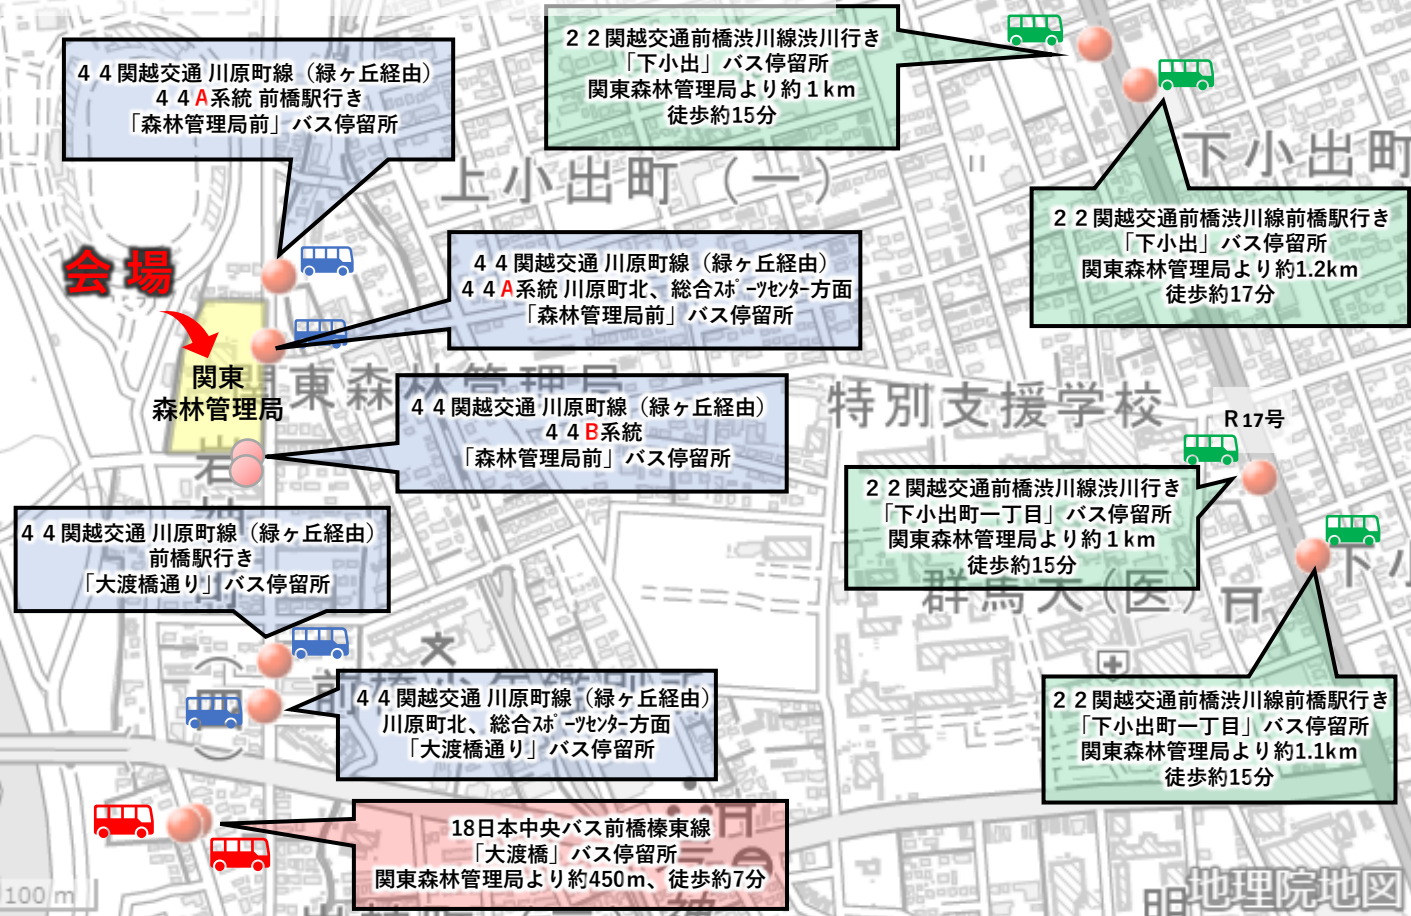 44関越交通 川原町線（緑ヶ丘経由）
44A系統 前橋駅行き
「森林管理局前」バス停留所
22関越交通前橋渋川線渋川行き
「下小出」バス停留所
関東森林管理局より約1km
徒歩約15分
上小出町（一）
下小出町
22関越交通前橋渋川線前橋駅行き
「下小出」バス停留所
関東森林管理局より約1.2km
徒歩約17分
会場
44関越交通 川原町線（緑ヶ丘経由）
44A系統 川原町北、総合ｽﾎﾟｰﾂｾﾝﾀｰ方面
「森林管理局前」バス停留所
関東
森林管理局
関東森林管理局
44関越交通 川原町線（緑ヶ丘経由）
44B系統
「森林管理局前」バス停留所
特別支援学校
R17号
22関越交通前橋渋川線渋川行き
「下小出町一丁目」バス停留所
関東森林管理局より約1km
徒歩約15分
群馬大(医)
下小
44関越交通 川原町線（緑ヶ丘経由）
前橋駅行き
「大渡橋通り」バス停留所
44関越交通 川原町線（緑ヶ丘経由）
川原町北、総合ｽﾎﾟｰﾂｾﾝﾀｰ方面
「大渡橋通り」バス停留所
22関越交通前橋渋川線前橋駅行き
「下小出町一丁目」バス停留所
関東森林管理局より約1.1km
徒歩約15分
18日本中央バス前橋榛東線
「大渡橋」バス停留所
関東森林管理局より約450m、徒歩約7分
100 m
明
地理院地図